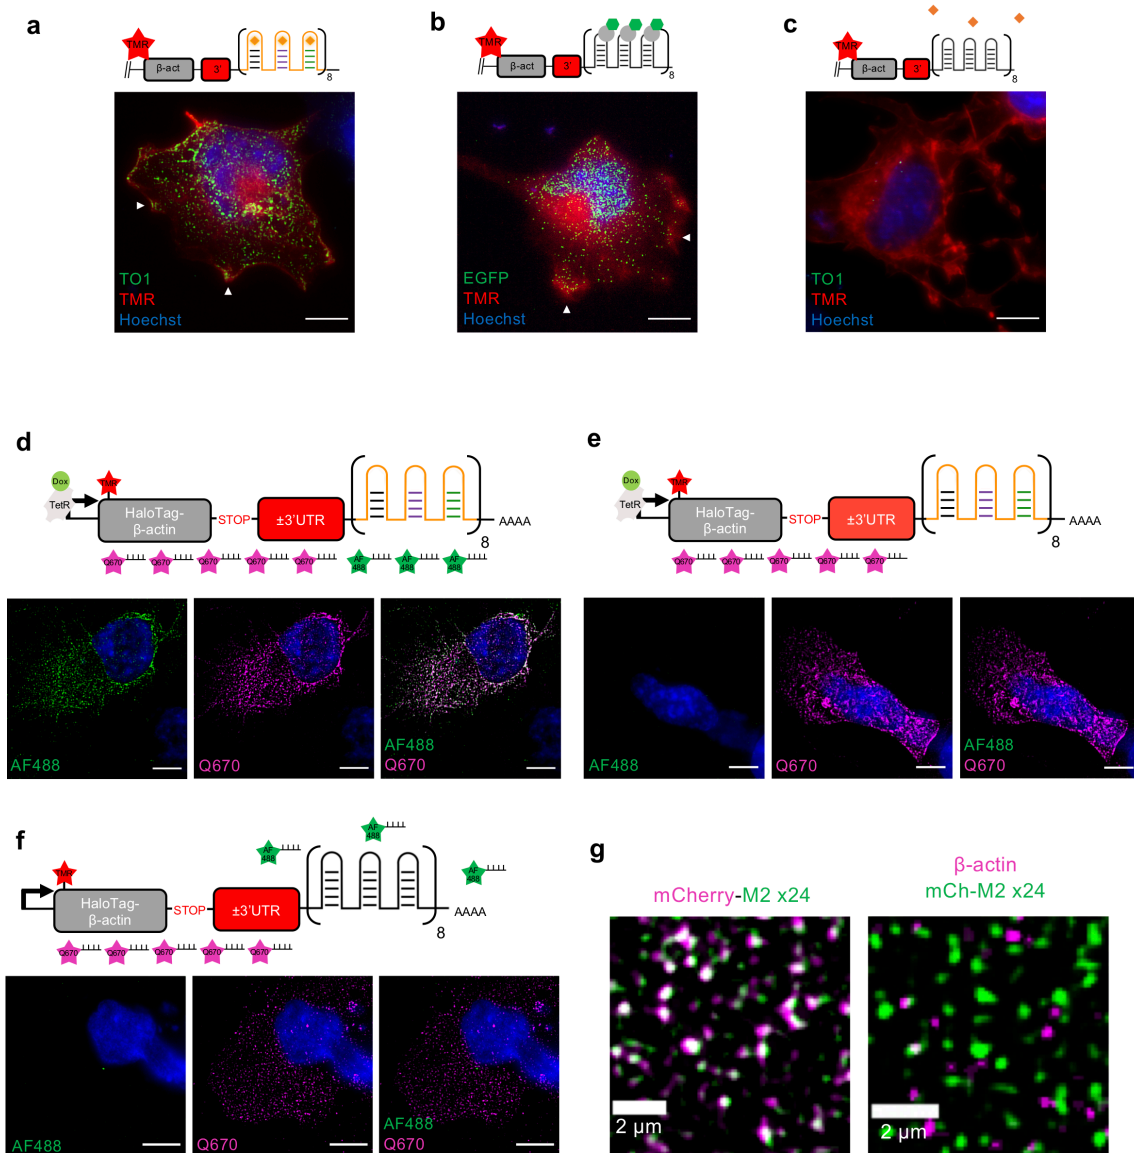 a
TMR
β-act
3'
8
TO1
TMR
Hoechst
b
TMR
β-act
3'
8
EGFP
TMR
Hoechst
c
TMR
β-act
3'
8
TO1
TMR
Hoechst
d
Dox
TetR
TMR
HaloTag-
β-actin
STOP
±3'UTR
8
AAAA
Q670 Q670 Q670 Q670 Q670
AF 488 AF 488 AF 488
AF488
Q670
AF488
Q670
e
Dox
TetR
TMR
HaloTag-
β-actin
STOP
±3'UTR
8
AAAA
Q670 Q670 Q670 Q670 Q670
AF488
Q670
AF488
Q670
f
TMR
HaloTag-
β-actin
STOP
±3'UTR
AF 488
AF 488
AF 488
8
AAAA
Q670 Q670 Q670 Q670 Q670
AF488
Q670
AF488
Q670
g
mCherry-M2 x24
2 µm
β-actin
mCh-M2 x24
2 µm